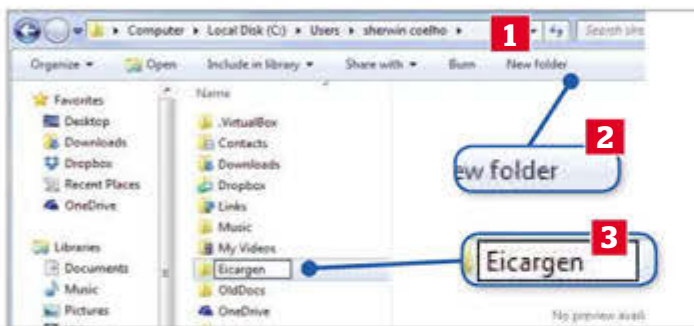 Computer ▸ Local Disk (C:) ▸ Users ▸ sherwin coelho ▸
1
Organize Open Include in library Share with Burn New folder
Favorites
Desktop
Downloads
Dropbox
Recent Places
OneDrive
Libraries
Documents
Music
Pictures
Name
.VirtualBox
Contacts
Downloads
Dropbox
Links
Music
My Videos
Eicargen
OldDocs
OneDrive
2
ew folder
3
Eicargen
No preview avail